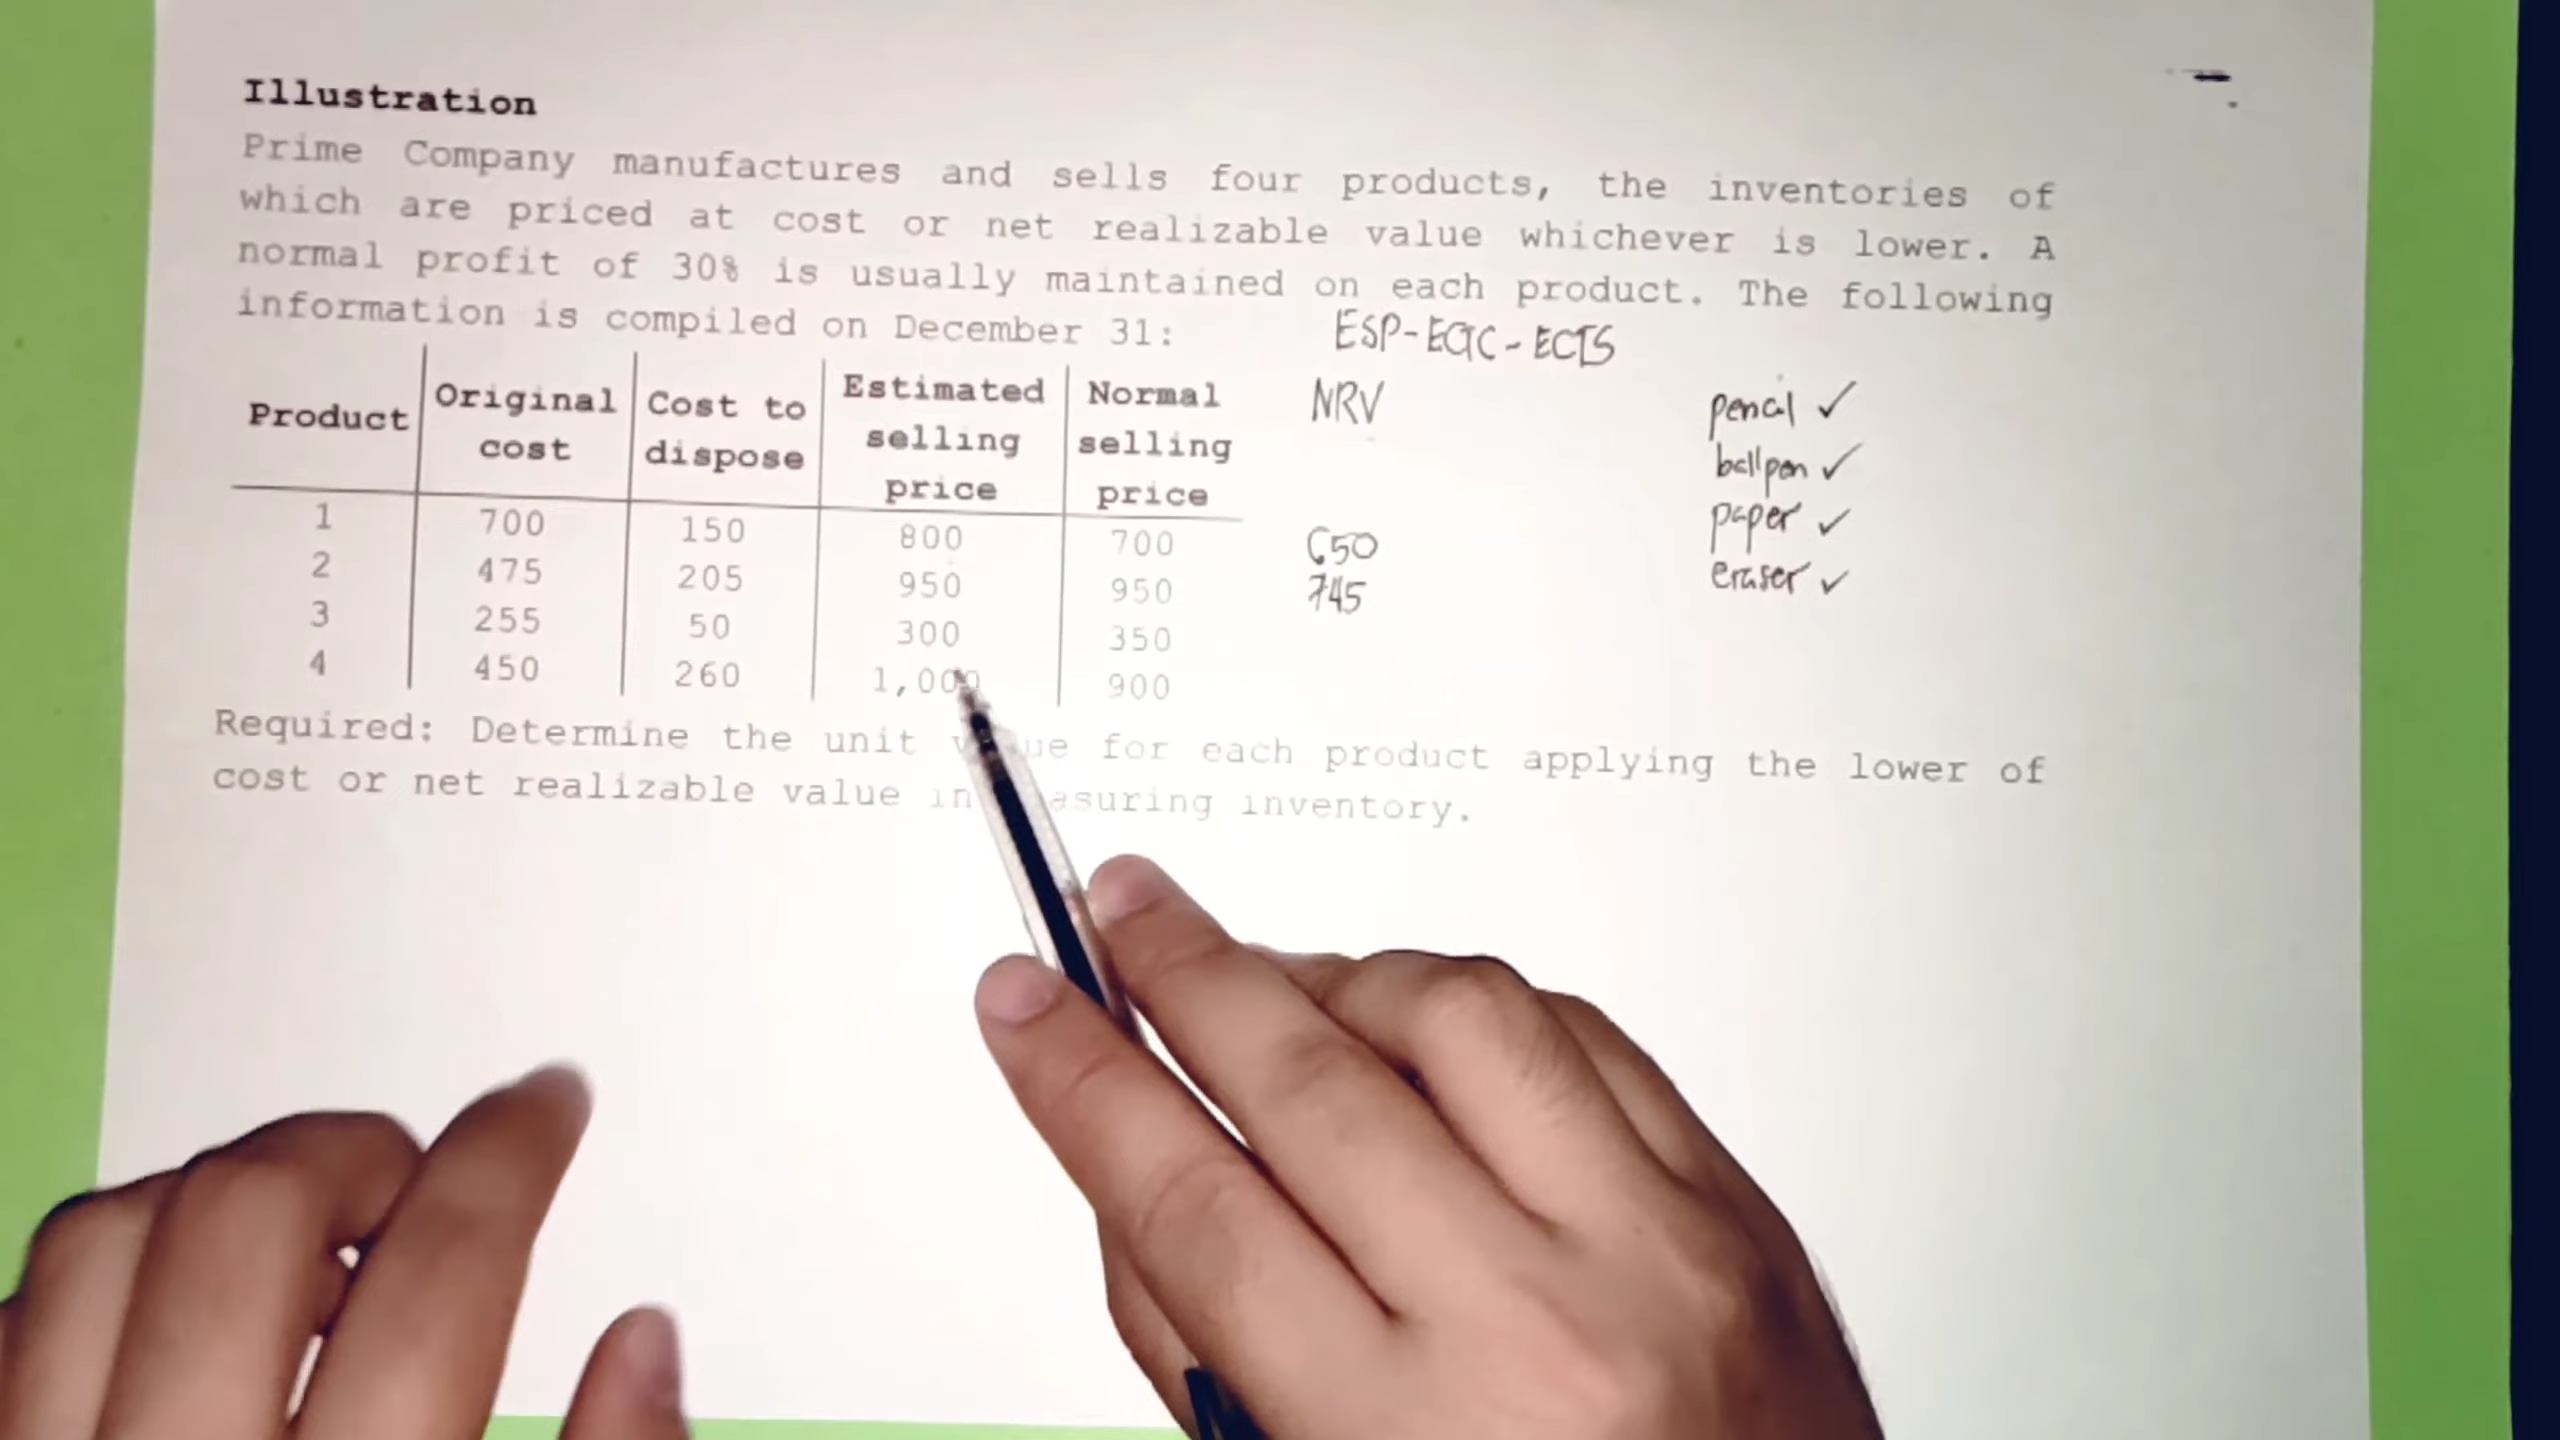 Illustration
Prime Company manufactures and sells four products, the inventories of
which are priced at cost or net realizable value whichever is lower. A
normal profit of 30% is usually maintained on each product. The following
information is compiled on December 31:
ESP-EGC-ECTS
Product Original cost Cost to dispose Estimated selling price Normal selling price NRV
1 700 150 800 700 650
2 475 205 950 950 745
3 255 50 300 350
4 450 260 1,000 900
pencil ✓
ballpen ✓
paper ✓
eraser ✓
Required: Determine the unit for each product applying the lower of
cost or net realizable value in inventory.